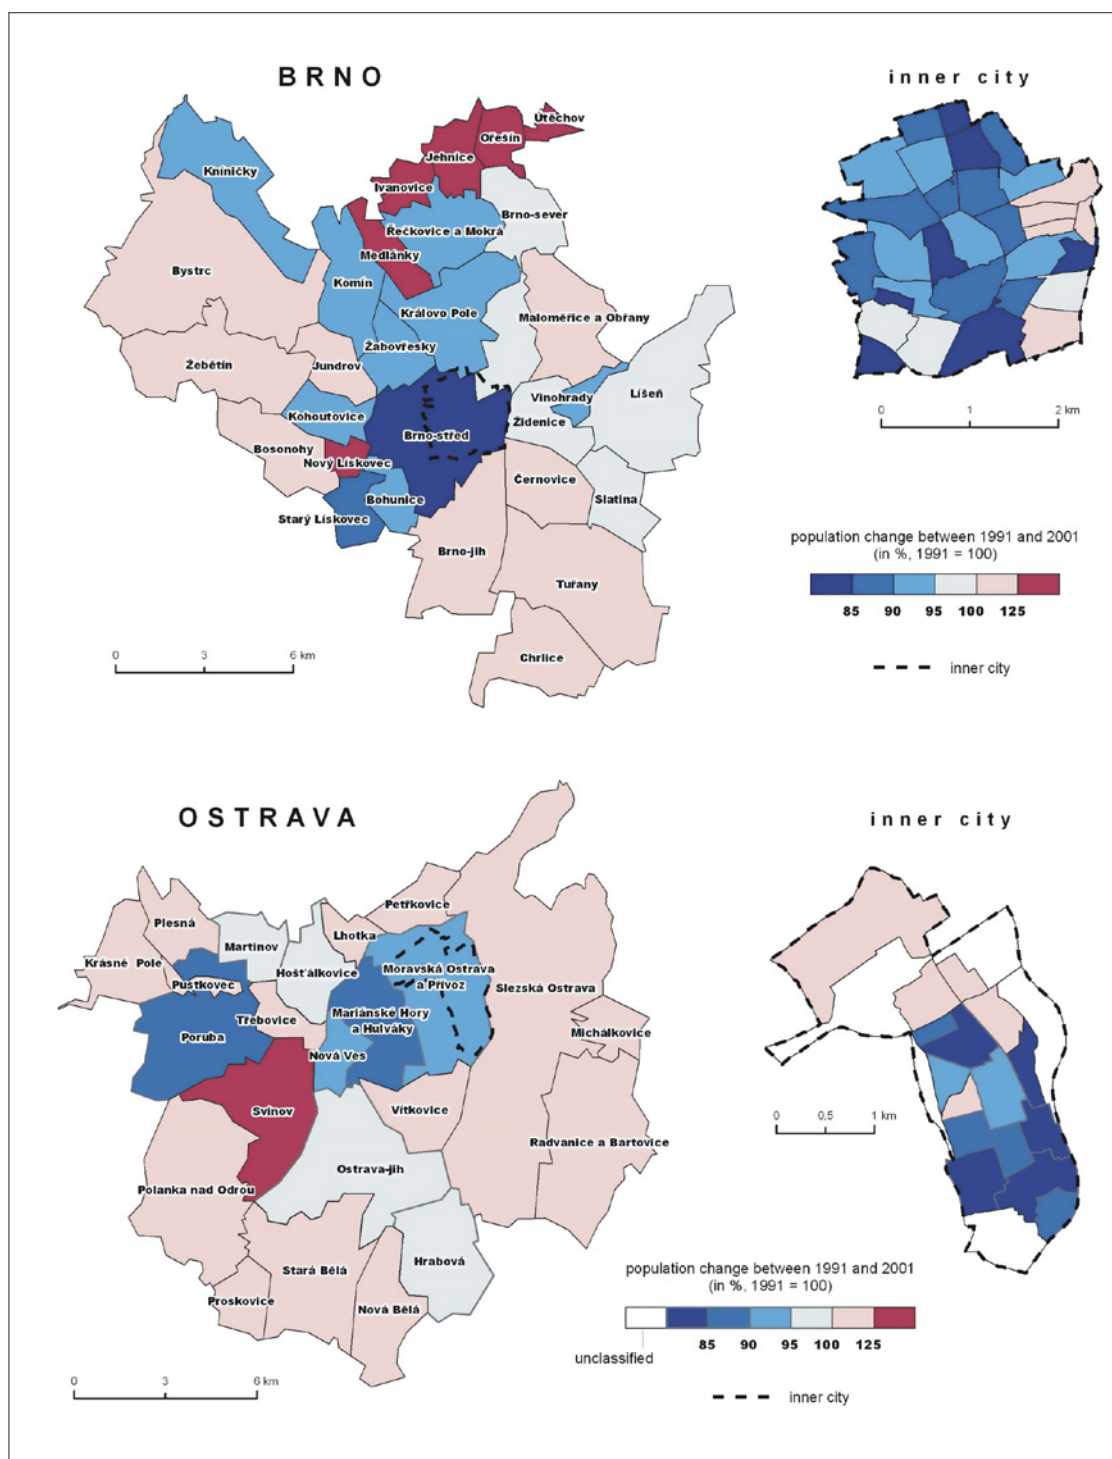 BRNO
inner city
Útěchov
Ořešín
Jehnice
Ivanovice
Kníničky
Brno-sever
Řečkovice a Mokrá
Medlánky
Bystrc
Komín
Královo Pole
Maloměřice a Obřany
Žabovřesky
Žebětín
Jundrov
Vinohrady
Líšeň
Kohoutovice
Židenice
Brno-střed
Bosonohy
Nový Lískovec
Černovice
Bohunice
Slatina
Starý Lískovec
Brno-jih
Tuřany
Chrlice
0 3 6 km
0 1 2 km
population change between 1991 and 2001
(in %, 1991 = 100)
85 90 95 100 125
inner city
OSTRAVA
inner city
Petřkovice
Plesná
Lhotka
Martinov
Krásné Pole
Hošťálkovice
Moravská Ostrava
a Přívoz
Pustkovec
Slezská Ostrava
Třebovice
Mariánské Hory
a Hulváky
Poruba
Michálkovice
Nová Ves
Svinov
Vítkovice
Radvanice a Bartovice
Ostrava-jih
Polanka nad Odrou
Hrabová
Stará Bělá
Proskovice
Nová Bělá
0 3 6 km
0 0,5 1 km
population change between 1991 and 2001
(in %, 1991 = 100)
85 90 95 100 125
unclassified
inner city